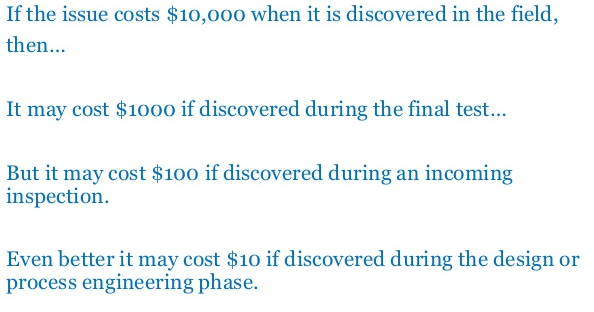 If the issue costs $10,000 when it is discovered in the field,
then...
It may cost $1000 if discovered during the final test...
But it may cost $100 if discovered during an incoming
inspection.
Even better it may cost $10 if discovered during the design or
process engineering phase.